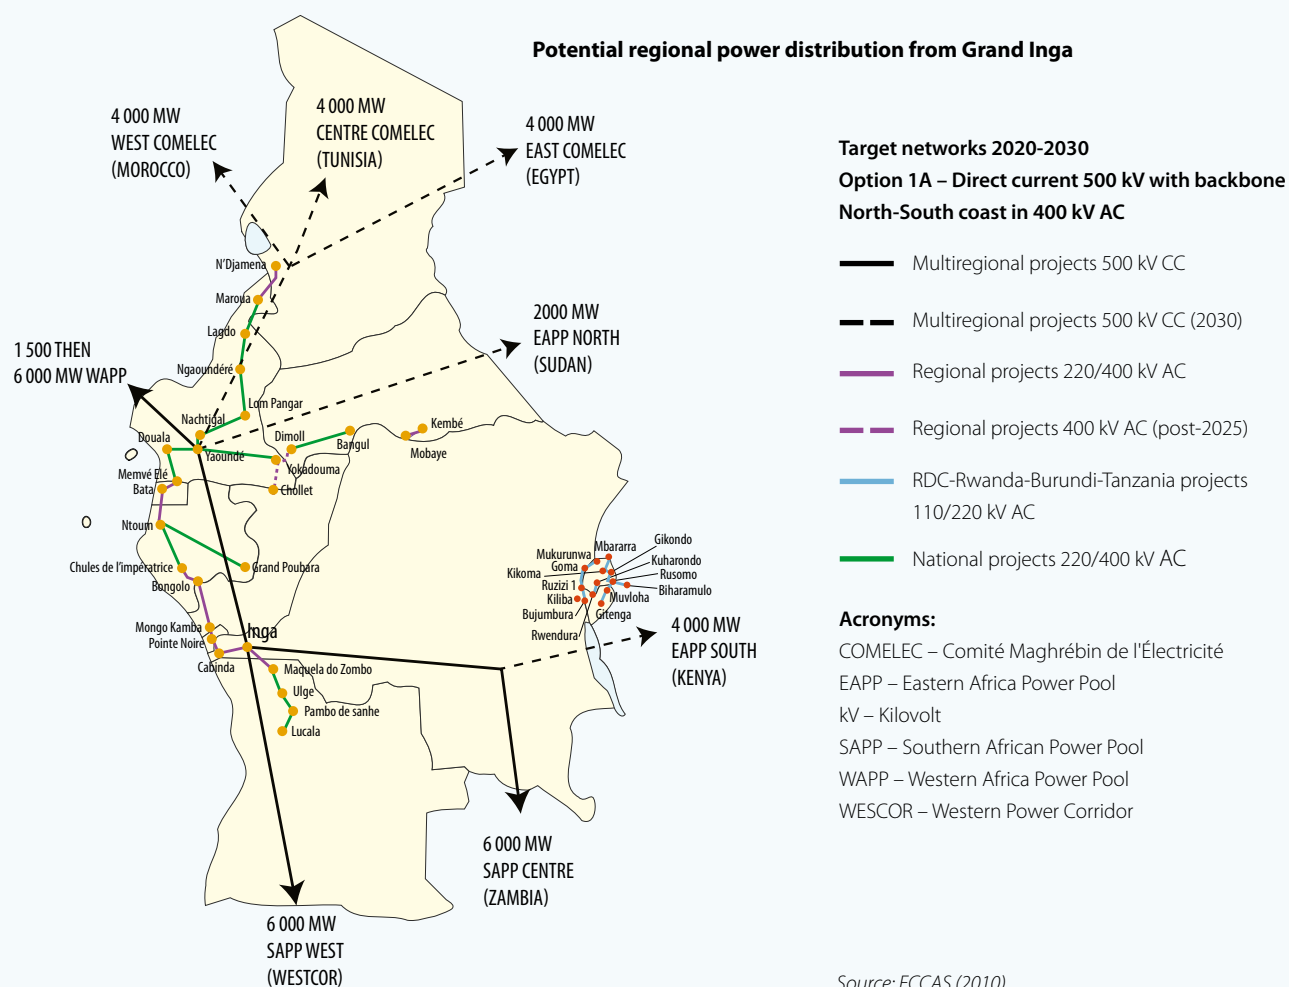 Potential regional power distribution from Grand Inga
4 000 MW
WEST COMELEC
(MOROCCO)
4 000 MW
CENTRE COMELEC
(TUNISIA)
4 000 MW
EAST COMELEC
(EGYPT)
2000 MW
EAPP NORTH
(SUDAN)
1 500 THEN
6 000 MW WAPP
N'Djamena
Maroua
Lagdo
Ngaoundéré
Lom Pangar
Nachtigal
Douala
Yaoundé
Dimoll
Bangul
Kembé
Mobaye
Yokadouma
Chollet
Memvé Elé
Bata
Ntoum
Chules de l'impératrice
Grand Poubara
Bongolo
Mongo Kamba
Pointe Noire
Inga
Cabinda
Maquela do Zombo
Ulge
Pambo de sanhe
Lucala
Gikondo
Mbararra
Mukurunwa
Kuharondo
Goma
Kikoma
Rusomo
Ruzizi 1
Biharamulo
Kiliba
Muvloha
Bujumbura
Gitenga
Rwendura
4 000 MW
EAPP SOUTH
(KENYA)
6 000 MW
SAPP CENTRE
(ZAMBIA)
6 000 MW
SAPP WEST
(WESTCOR)
Target networks 2020-2030
Option 1A – Direct current 500 kV with backbone
North-South coast in 400 kV AC
Multiregional projects 500 kV CC
Multiregional projects 500 kV CC (2030)
Regional projects 220/400 kV AC
Regional projects 400 kV AC (post-2025)
RDC-Rwanda-Burundi-Tanzania projects
110/220 kV AC
National projects 220/400 kV AC
Acronyms:
COMELEC – Comité Maghrébin de l'Électricité
EAPP – Eastern Africa Power Pool
kV – Kilovolt
SAPP – Southern African Power Pool
WAPP – Western Africa Power Pool
WESCOR – Western Power Corridor
Source: ECCAS (2010)